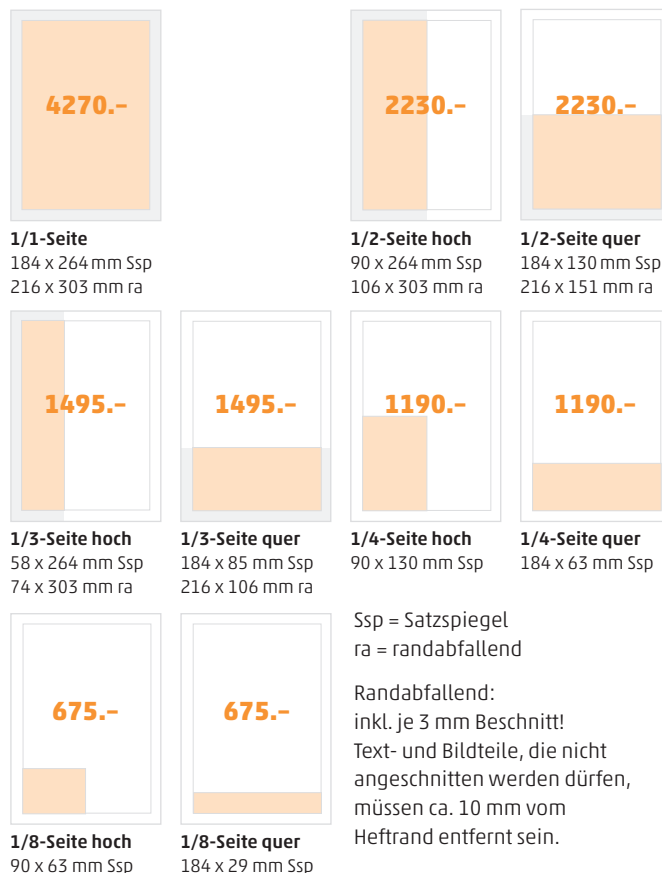 4270.–
1/1-Seite
184 x 264 mm Ssp
216 x 303 mm ra
2230.–
1/2-Seite hoch
90 x 264 mm Ssp
106 x 303 mm ra
2230.–
1/2-Seite quer
184 x 130 mm Ssp
216 x 151 mm ra
1495.–
1/3-Seite hoch
58 x 264 mm Ssp
74 x 303 mm ra
1495.–
1/3-Seite quer
184 x 85 mm Ssp
216 x 106 mm ra
1190.–
1/4-Seite hoch
90 x 130 mm Ssp
1190.–
1/4-Seite quer
184 x 63 mm Ssp
675.–
1/8-Seite hoch
90 x 63 mm Ssp
675.–
1/8-Seite quer
184 x 29 mm Ssp
Ssp = Satzspiegel
ra = randabfallend
Randabfallend:
inkl. je 3 mm Beschnitt!
Text- und Bildteile, die nicht
angeschnitten werden dürfen,
müssen ca. 10 mm vom
Heftrand entfernt sein.